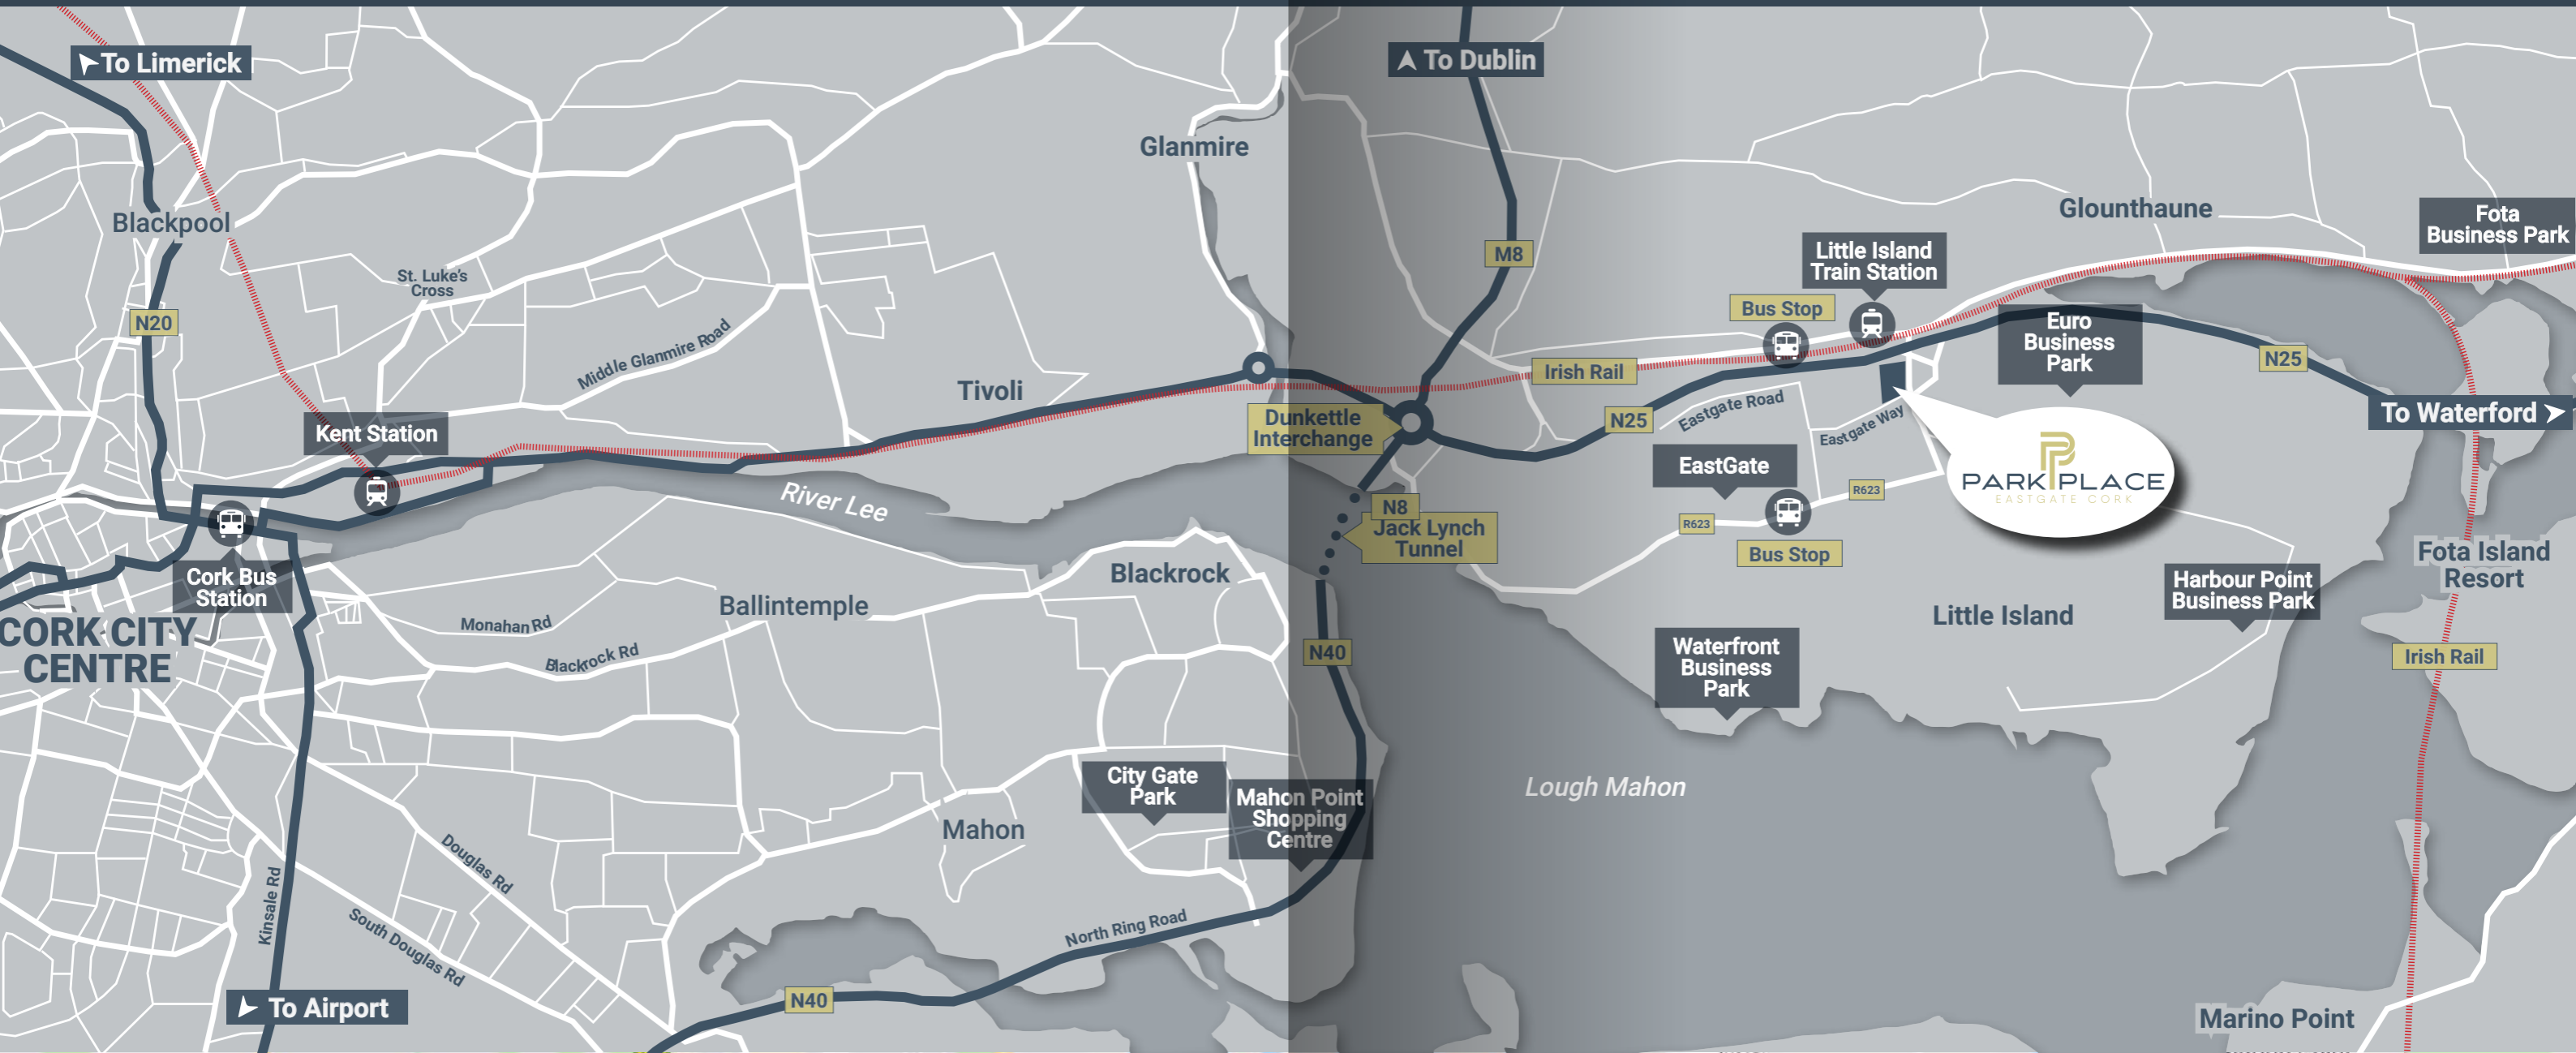 To Limerick
To Dublin
Glanmire
Blackpool
Glounthaune
Fota
Business Park
M8
Little Island
Train Station
St. Luke's
Cross
Bus Stop
N20
Middle Glanmire Road
Euro
Business
Park
N25
Irish Rail
Tivoli
To Waterford
Kent Station
Dunkettle
Interchange
N25
Eastgate Road
Eastgate Way
EastGate
PARK PLACE
EASTGATE CORK
River Lee
N8
Jack Lynch
Tunnel
R623
R623
Bus Stop
Cork Bus
Station
Blackrock
Ballintemple
Fota Island
Resort
Harbour Point
Business Park
Little Island
Monahan Rd
Blackrock Rd
CORK CITY
CENTRE
N40
Waterfront
Business
Park
Irish Rail
City Gate
Park
Mahon Point
Shopping
Centre
Lough Mahon
Mahon
Douglas Rd
Kinsale Rd
South Douglas Rd
North Ring Road
N40
To Airport
Marino Point